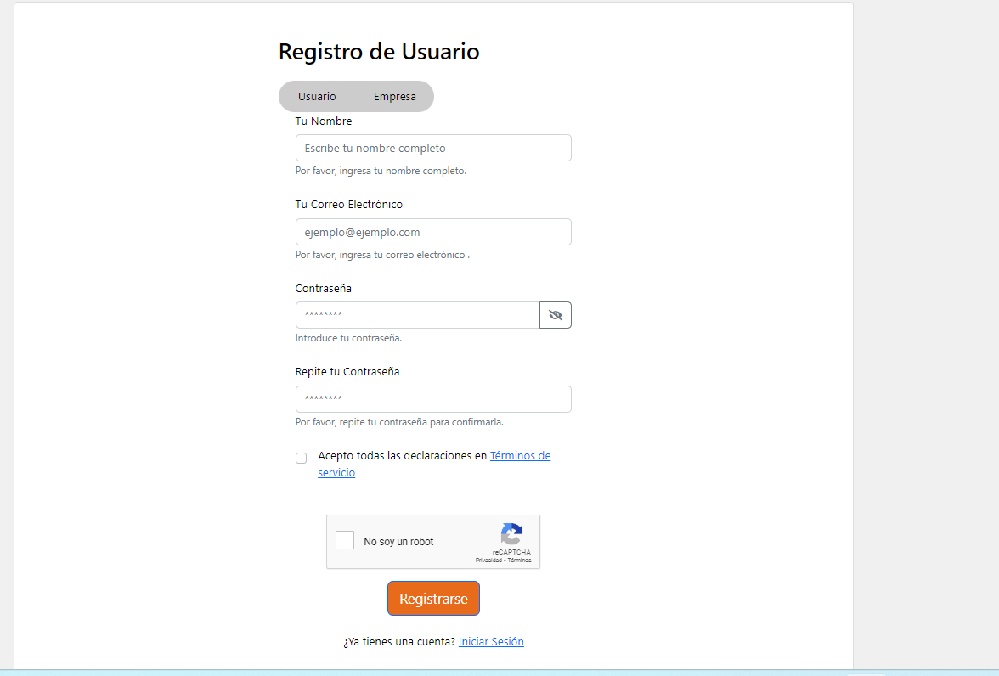 Registro de Usuario
Usuario Empresa
Tu Nombre
Escribe tu nombre completo
Por favor, ingresa tu nombre completo.
Tu Correo Electrónico
ejemplo@ejemplo.com
Por favor, ingresa tu correo electrónico .
Contraseña
********
Introduce tu contraseña.
Repite tu Contraseña
********
Por favor, repite tu contraseña para confirmarla.
Acepto todas las declaraciones en Términos de
servicio
No soy un robot
reCAPTCHA
Privacidad - Términos
Registrarse
¿Ya tienes una cuenta? Iniciar Sesión